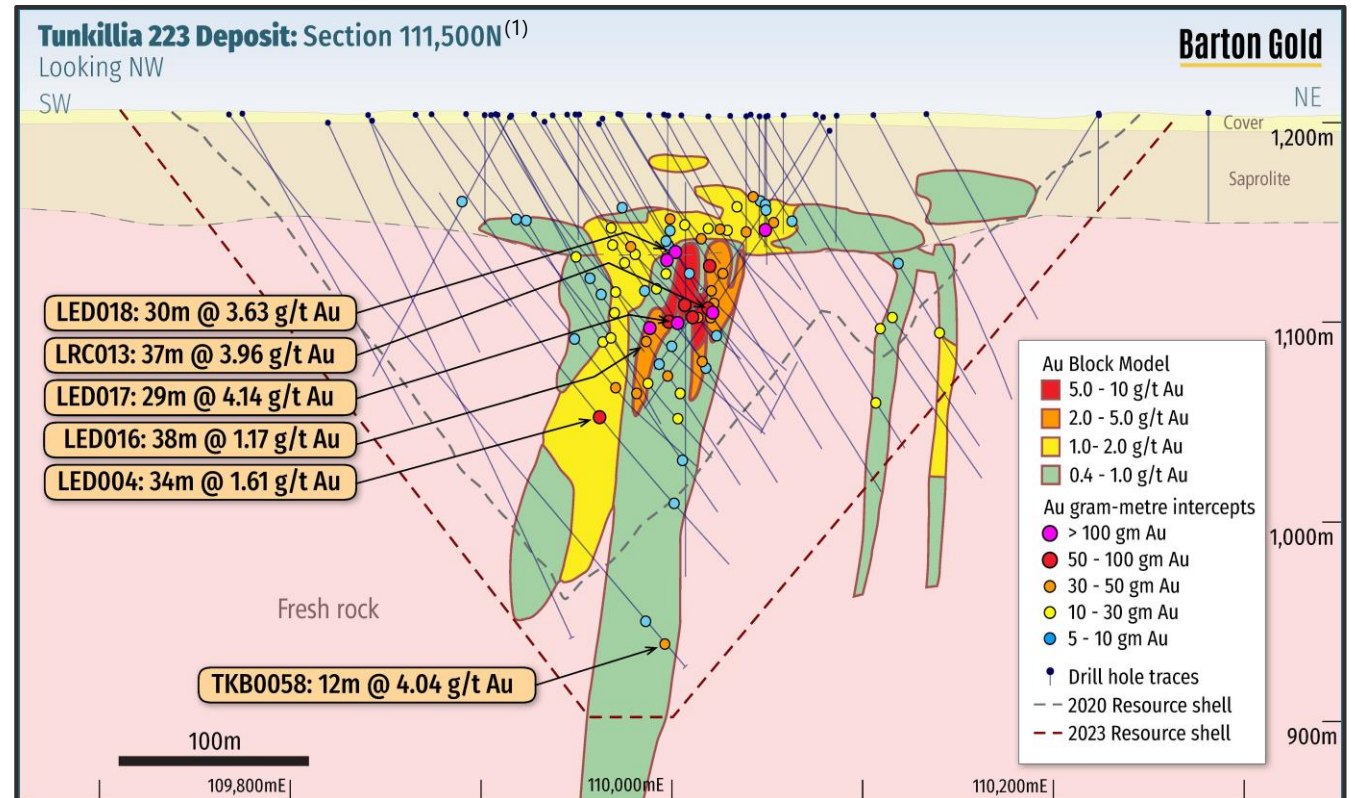 Tunkillia 223 Deposit: Section 111,500N(1)
Barton Gold
Looking NW
SW
NE
Cover
1,200m
Saprolite
LED018: 30m @ 3.63 g/t Au
LRC013: 37m @ 3.96 g/t Au
LED017: 29m @ 4.14 g/t Au
LED016: 38m @ 1.17 g/t Au
LED004: 34m @ 1.61 g/t Au
1,100m
Au Block Model
5.0 - 10 g/t Au
2.0 - 5.0 g/t Au
1.0- 2.0 g/t Au
0.4 - 1.0 g/t Au
Au gram-metre intercepts
> 100 gm Au
50 - 100 gm Au
30 - 50 gm Au
10 - 30 gm Au
5 - 10 gm Au
Drill hole traces
2020 Resource shell
2023 Resource shell
1,000m
Fresh rock
TKB0058: 12m @ 4.04 g/t Au
900m
100m
109,800mE
110,000mE
110,200mE